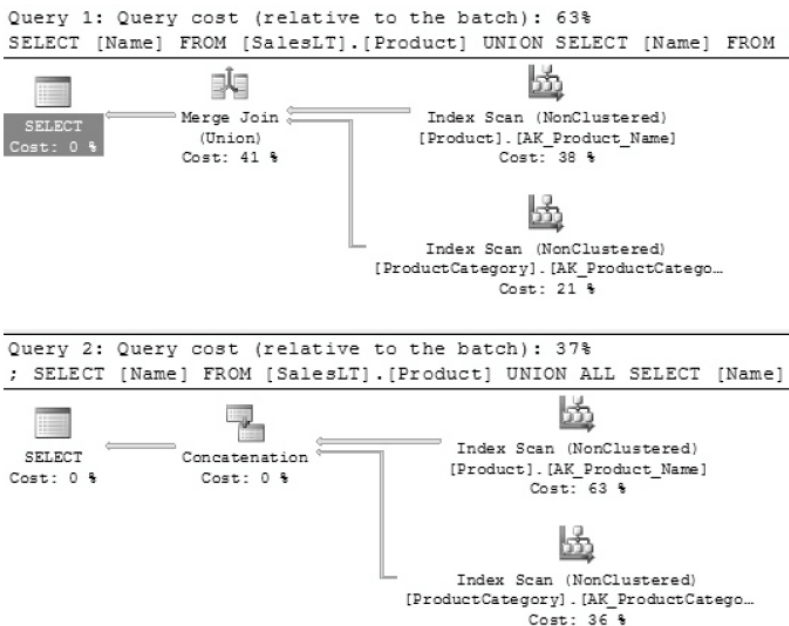 Query 1: Query cost (relative to the batch): 63%
SELECT [Name] FROM [SalesLT].[Product] UNION SELECT [Name] FROM
SELECT
Cost: 0 %
Merge Join
(Union)
Cost: 41 %
Index Scan (NonClustered)
[Product].[AK_Product_Name]
Cost: 38 %
Index Scan (NonClustered)
[ProductCategory].[AK_ProductCatego…
Cost: 21 %
Query 2: Query cost (relative to the batch): 37%
; SELECT [Name] FROM [SalesLT].[Product] UNION ALL SELECT [Name]
SELECT
Cost: 0 %
Concatenation
Cost: 0 %
Index Scan (NonClustered)
[Product].[AK_Product_Name]
Cost: 63 %
Index Scan (NonClustered)
[ProductCategory].[AK_ProductCatego…
Cost: 36 %